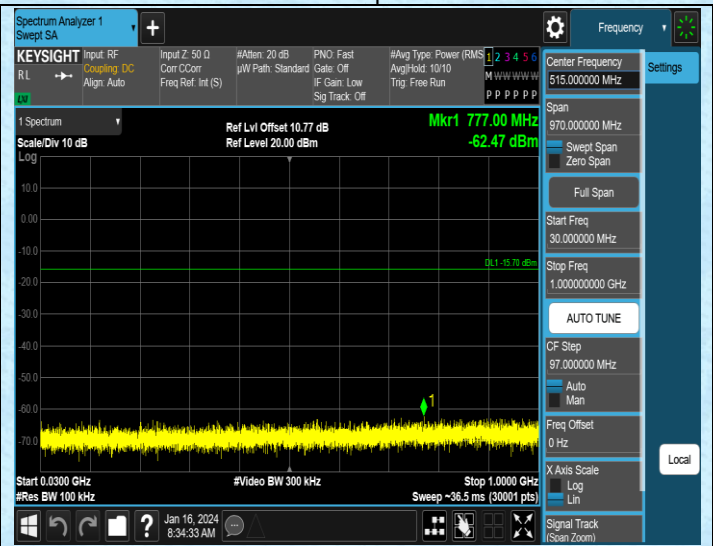 Spectrum Analyzer 1
Swept SA
+
Frequency
KEYSIGHT
RL
LXI
Input: RF
Coupling: DC
Align: Auto
Input Z: 50 Ω
Corr CCorr
Freq Ref: Int (S)
#Atten: 20 dB
µW Path: Standard
PNO: Fast
Gate: Off
IF Gain: Low
Sig Track: Off
#Avg Type: Power (RMS
Avg|Hold: 10/10
Trig: Free Run
1 2 3 4 5 6
M W W W W W
P P P P P P
1 Spectrum
Scale/Div 10 dB
Log
Ref Lvl Offset 10.77 dB
Ref Level 20.00 dBm
Mkr1 777.00 MHz
-62.47 dBm
10.0
0.00
-10.0
DL1 -15.70 dBm
-20.0
-30.0
-40.0
-50.0
1
-60.0
-70.0
Start 0.0300 GHz
#Res BW 100 kHz
#Video BW 300 kHz
Stop 1.0000 GHz
Sweep ~36.5 ms (30001 pts)
?
Jan 16, 2024
8:34:33 AM
Center Frequency
515.000000 MHz
Span
970.000000 MHz
Swept Span
Zero Span
Full Span
Start Freq
30.000000 MHz
Stop Freq
1.000000000 GHz
AUTO TUNE
CF Step
97.000000 MHz
Auto
Man
Freq Offset
0 Hz
X Axis Scale
Log
Lin
Signal Track
(Span Zoom)
Settings
Local